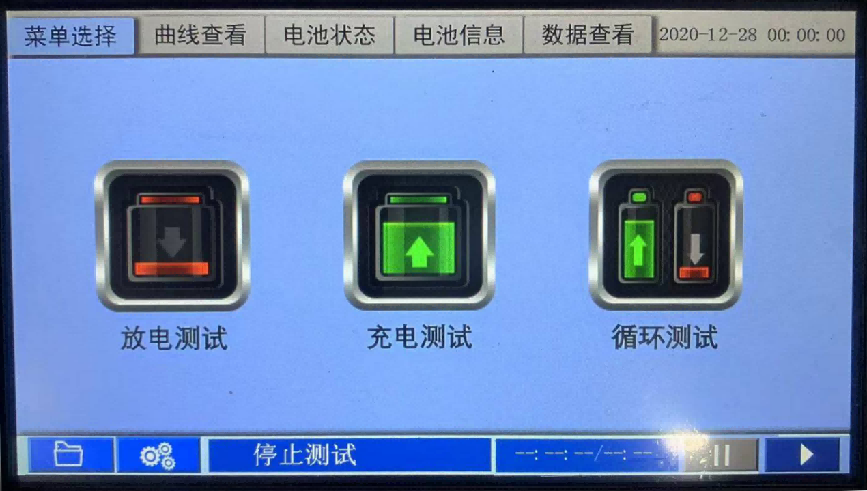 菜单选择 曲线查看 电池状态 电池信息 数据查看 2020-12-28 00:00:00
放电测试 充电测试 循环测试
停止测试 --:--:--/--:--